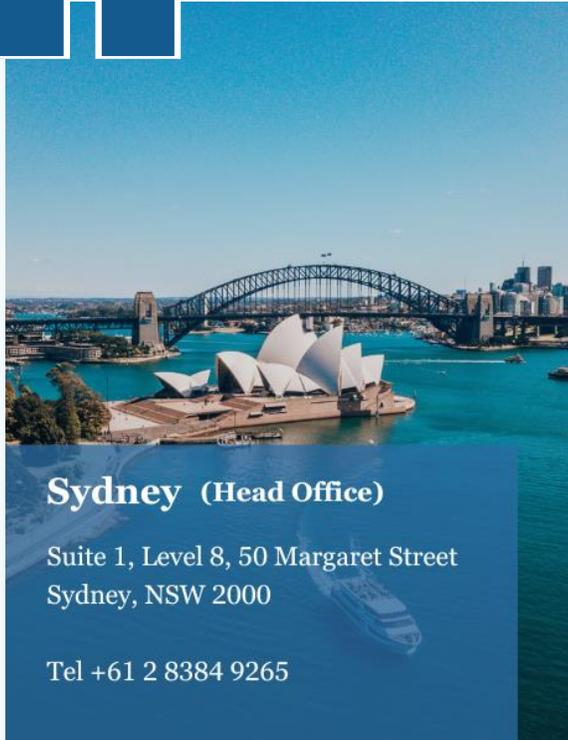 Sydney (Head Office)
Suite 1, Level 8, 50 Margaret Street
Sydney, NSW 2000
Tel +61 2 8384 9265